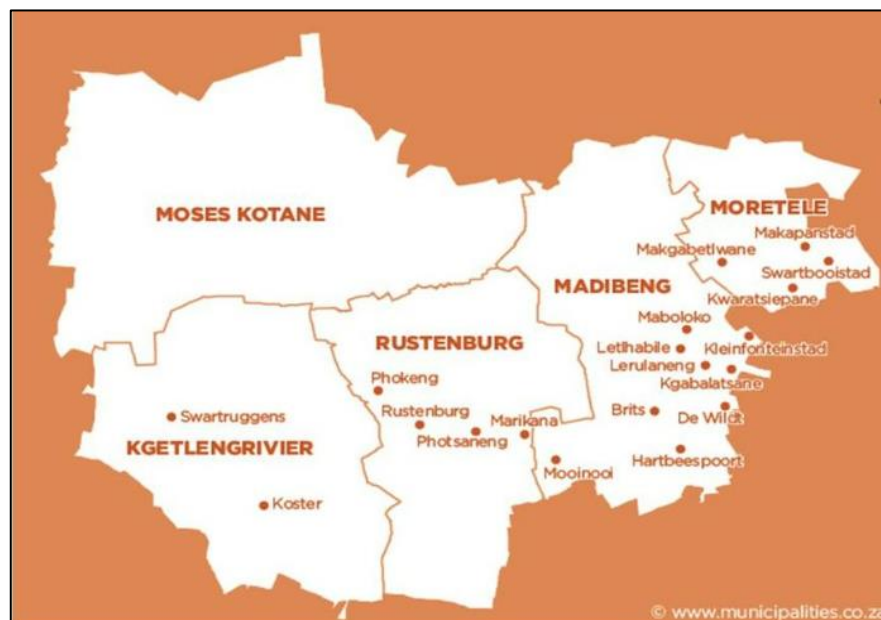 MOSES KOTANE
MORETELE
Makapanstad
Makgabetlwane
Swartbooistad
MADIBENG
Kwaratsiepane
Maboloko
RUSTENBURG
Letlhabile
Kleinfonteinstad
Lerulaneng
Phokeng
Kgabalatsane
Swartruggens
Rustenburg
Marikana
Brits
De Wildt
Photsaneng
KGETLENGRIVIER
Hartbeespoort
Mooinooi
Koster
© www.municipalities.co.za